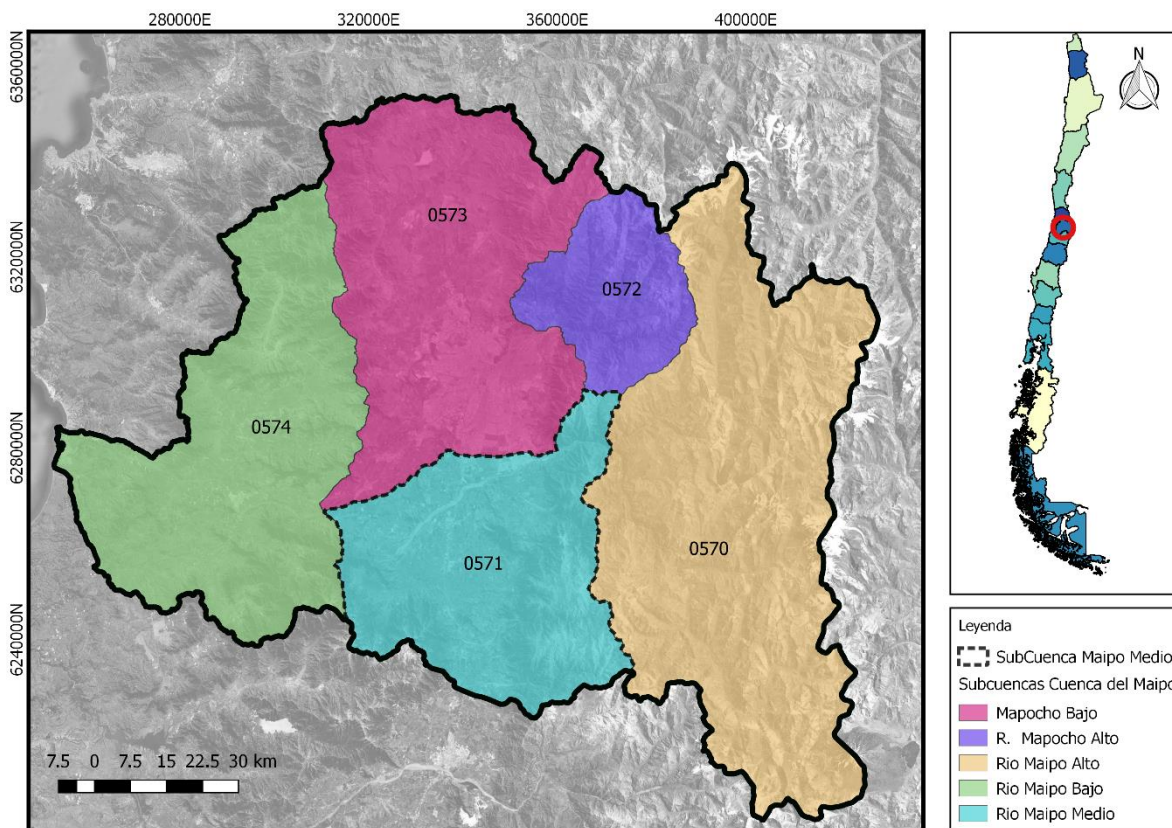 280000E 320000E 360000E 400000E
6360000N
6320000N
6280000N
6240000N
0573
0572
0574
0571
0570
7.5 0 7.5 15 22.5 30 km
N
Leyenda
SubCuenca Maipo Medio
Subcuencas Cuenca del Maipo
Mapocho Bajo
R. Mapocho Alto
Rio Maipo Alto
Rio Maipo Bajo
Rio Maipo Medio